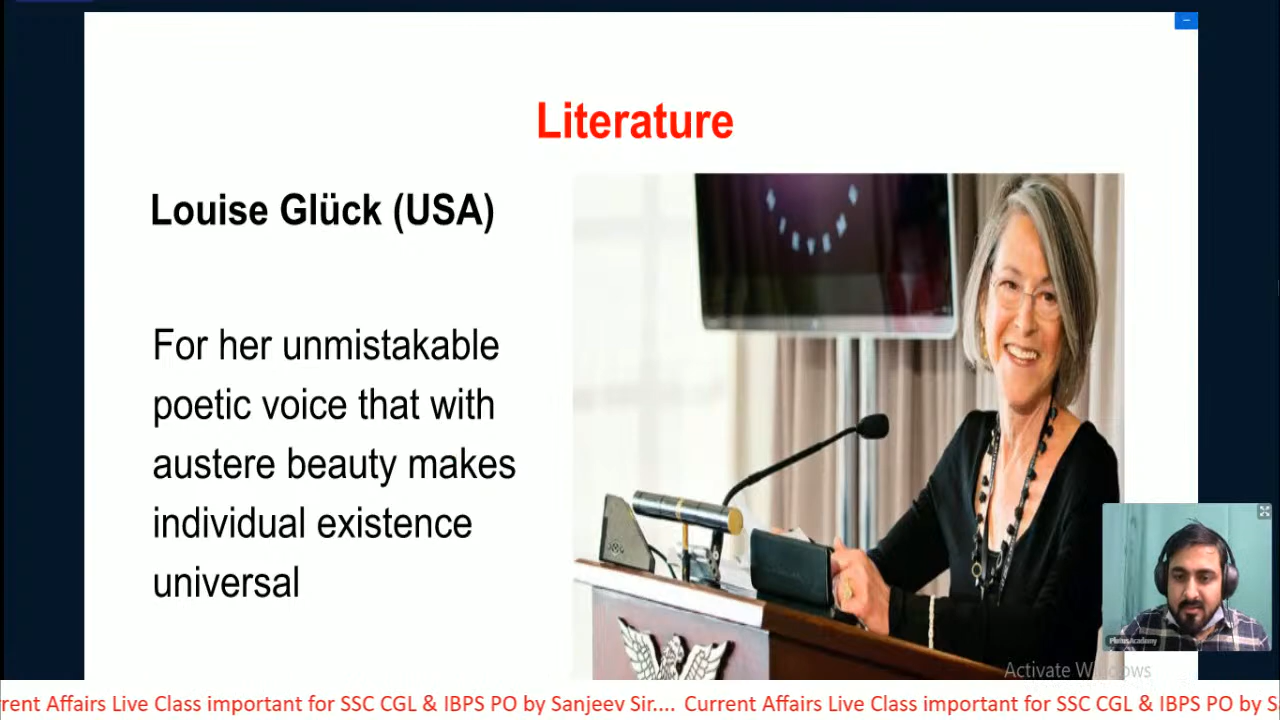 Literature
Louise Glück (USA)
For her unmistakable
poetic voice that with
austere beauty makes
individual existence
universal
Plutus Academy
Activate Windows
rent Affairs Live Class important for SSC CGL & IBPS PO by Sanjeev Sir.... Current Affairs Live Class important for SSC CGL & IBPS PO by S